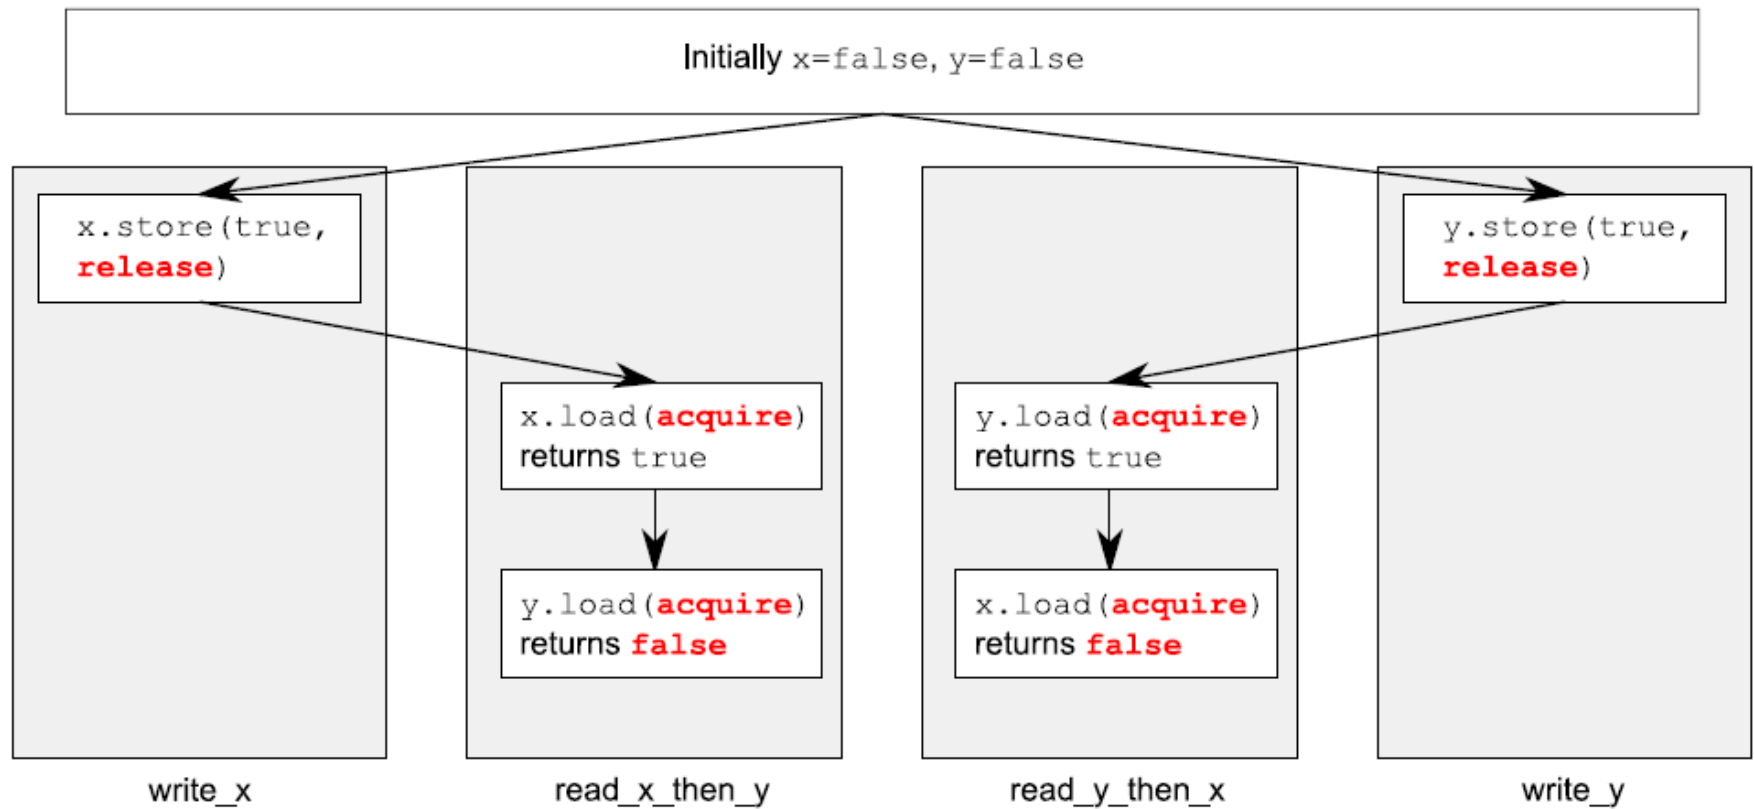 Initially x=false, y=false
x.store(true,
release)
y.store(true,
release)
x.load(acquire)
returns true
y.load(acquire)
returns true
y.load(acquire)
returns false
x.load(acquire)
returns false
write_x
read_x_then_y
read_y_then_x
write_y